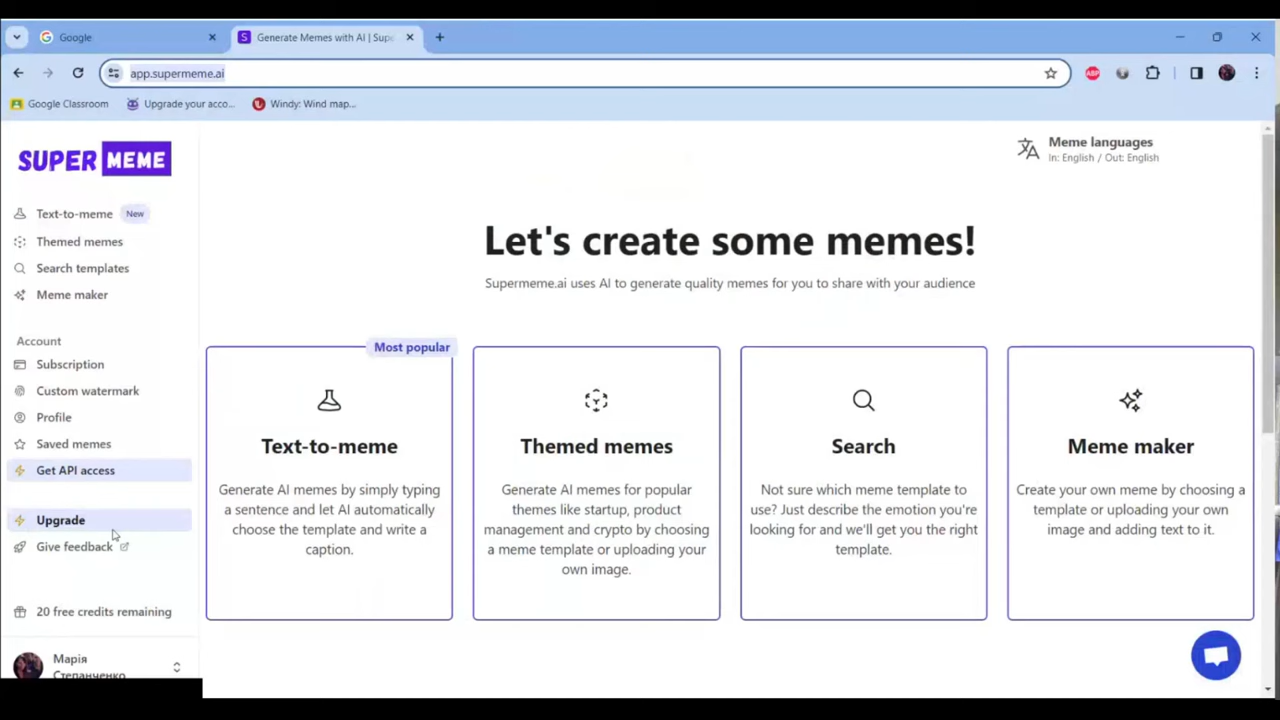 Google
Generate Memes with AI | Supe
app.supermeme.ai
ABP
Google Classroom
Upgrade your acco...
Windy: Wind map...
SUPER MEME
Text-to-meme New
Themed memes
Search templates
Meme maker
Account
Subscription
Custom watermark
Profile
Saved memes
Get API access
Upgrade
Give feedback
20 free credits remaining
Марія
Степанченко
Meme languages
In: English / Out: English
Let's create some memes!
Supermeme.ai uses AI to generate quality memes for you to share with your audience
Most popular
Text-to-meme
Generate AI memes by simply typing
a sentence and let AI automatically
choose the template and write a
caption.
Themed memes
Generate AI memes for popular
themes like startup, product
management and crypto by choosing
a meme template or uploading your
own image.
Search
Not sure which meme template to
use? Just describe the emotion you're
looking for and we'll get you the right
template.
Meme maker
Create your own meme by choosing a
template or uploading your own
image and adding text to it.